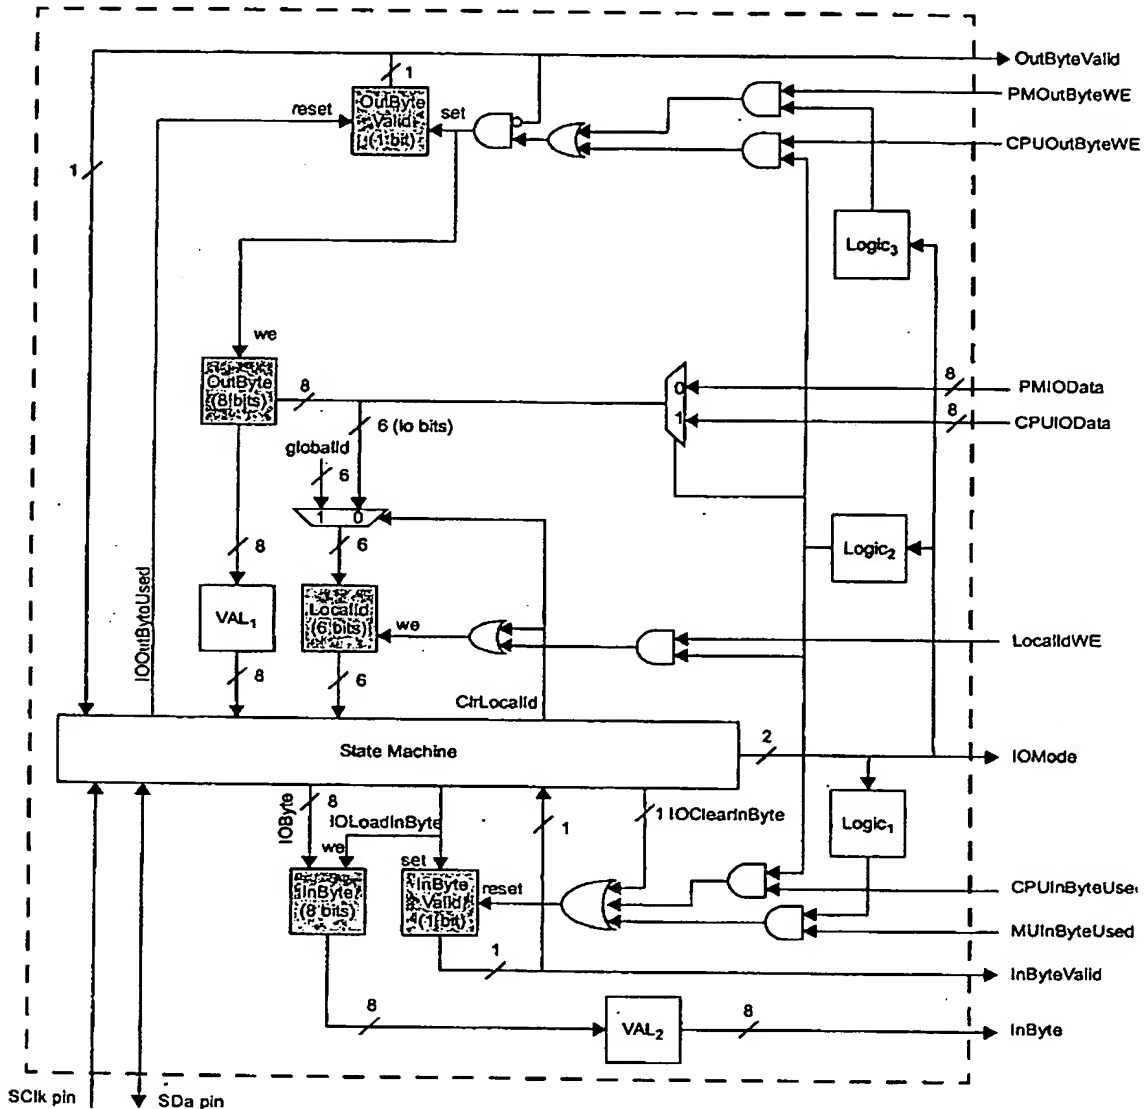 OutByteValid
1
PMOutByteWE
OutByte
Valid
(1 bit)
reset
set
CPUOutByteWE
1
Logic3
we
OutByte
(8 bits)
8
0
8
PMIOData
1
8
CPUIOData
6 (lo bits)
globalId
6
1 0
8
6
Logic2
IOOutByteUsed
VAL1
LocalId
(6 bits)
we
LocalIdWE
8
6
ClrLocalId
State Machine
2
IOMode
IOByte
8
IOLoadInByte
1
1 IOClearInByte
Logic1
we
set
InByte
(8 bits)
InByte
Valid
(1 bit)
reset
CPUInByteUse
MUInByteUsed
1
InByteValid
8
VAL2
8
InByte
SClk pin
SDa pin